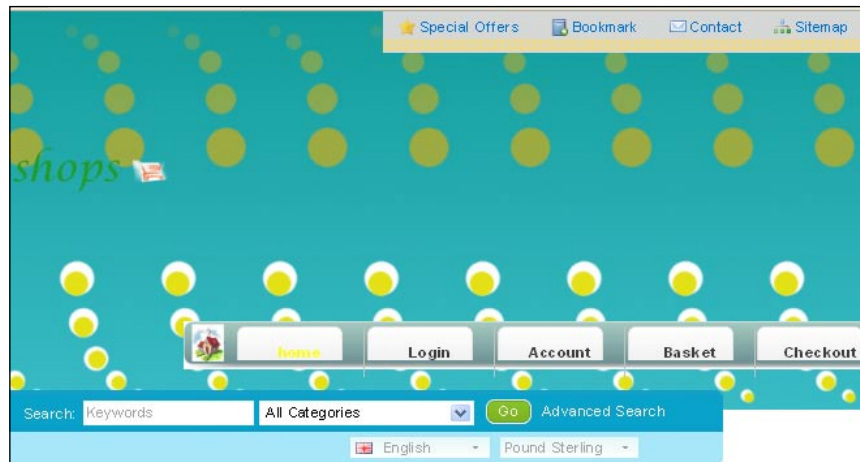 Special Offers Bookmark Contact Sitemap
shops
home Login Account Basket Checkout
Search: Keywords All Categories Go Advanced Search
English Pound Sterling